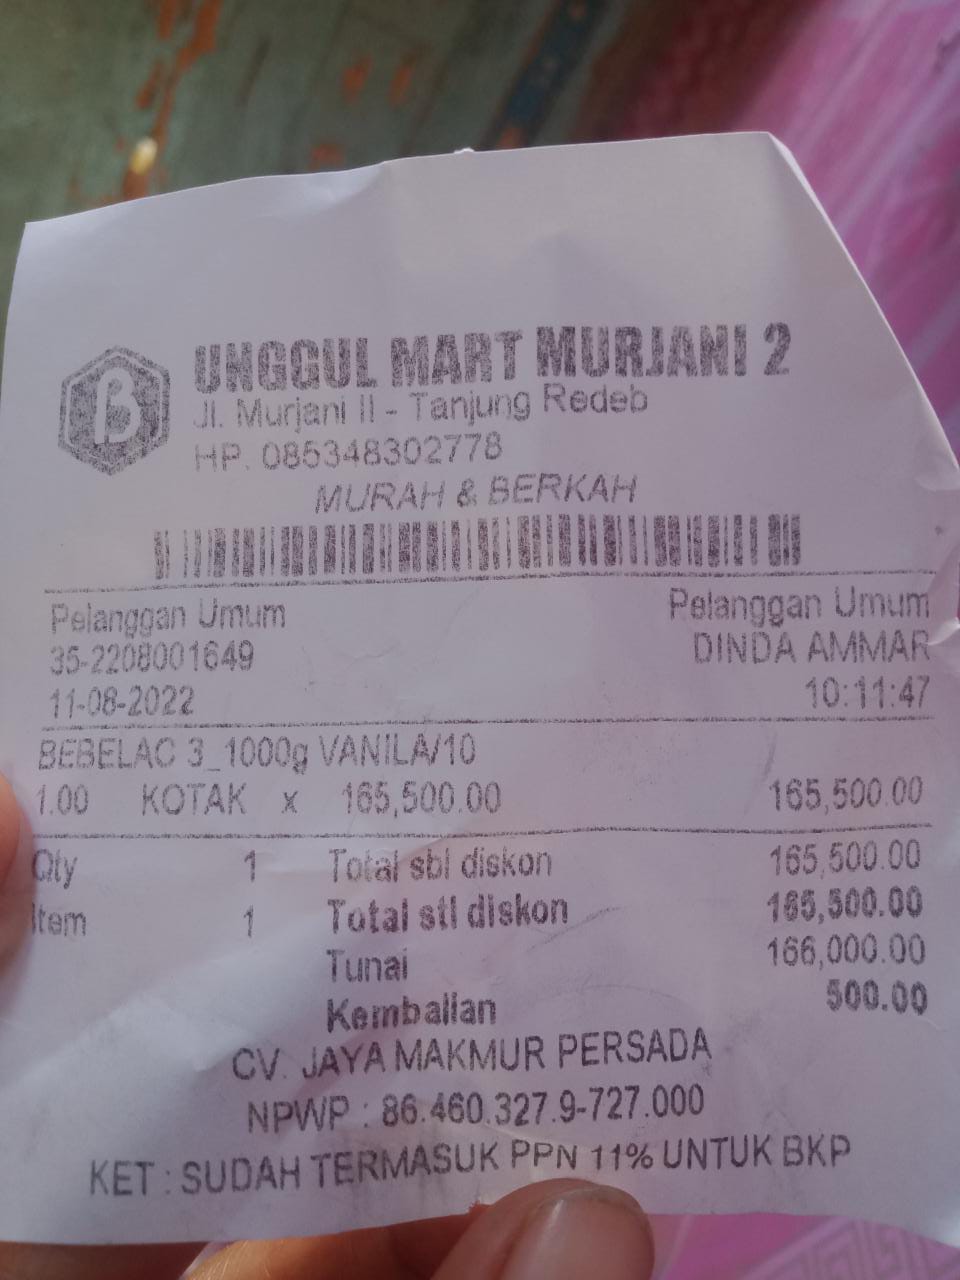 UNGGUL MART MURJANI 2
Jl. Murjani II - Tanjung Redeb
HP. 085348302778
MURAH & BERKAH
Pelanggan Umum Pelanggan Umum
35-2208001649 DINDA AMMAR
11-08-2022 10:11:47
BEBELAC 3_1000g VANILA/10
1.00 KOTAK x 165,500.00 165,500.00
Qty 1 Total sbl diskon 165,500.00
Item 1 Total stl diskon 165,500.00
Tunai 166,000.00
Kembalian 500.00
CV. JAYA MAKMUR PERSADA
NPWP : 86.460.327.9-727.000
KET : SUDAH TERMASUK PPN 11% UNTUK BKP